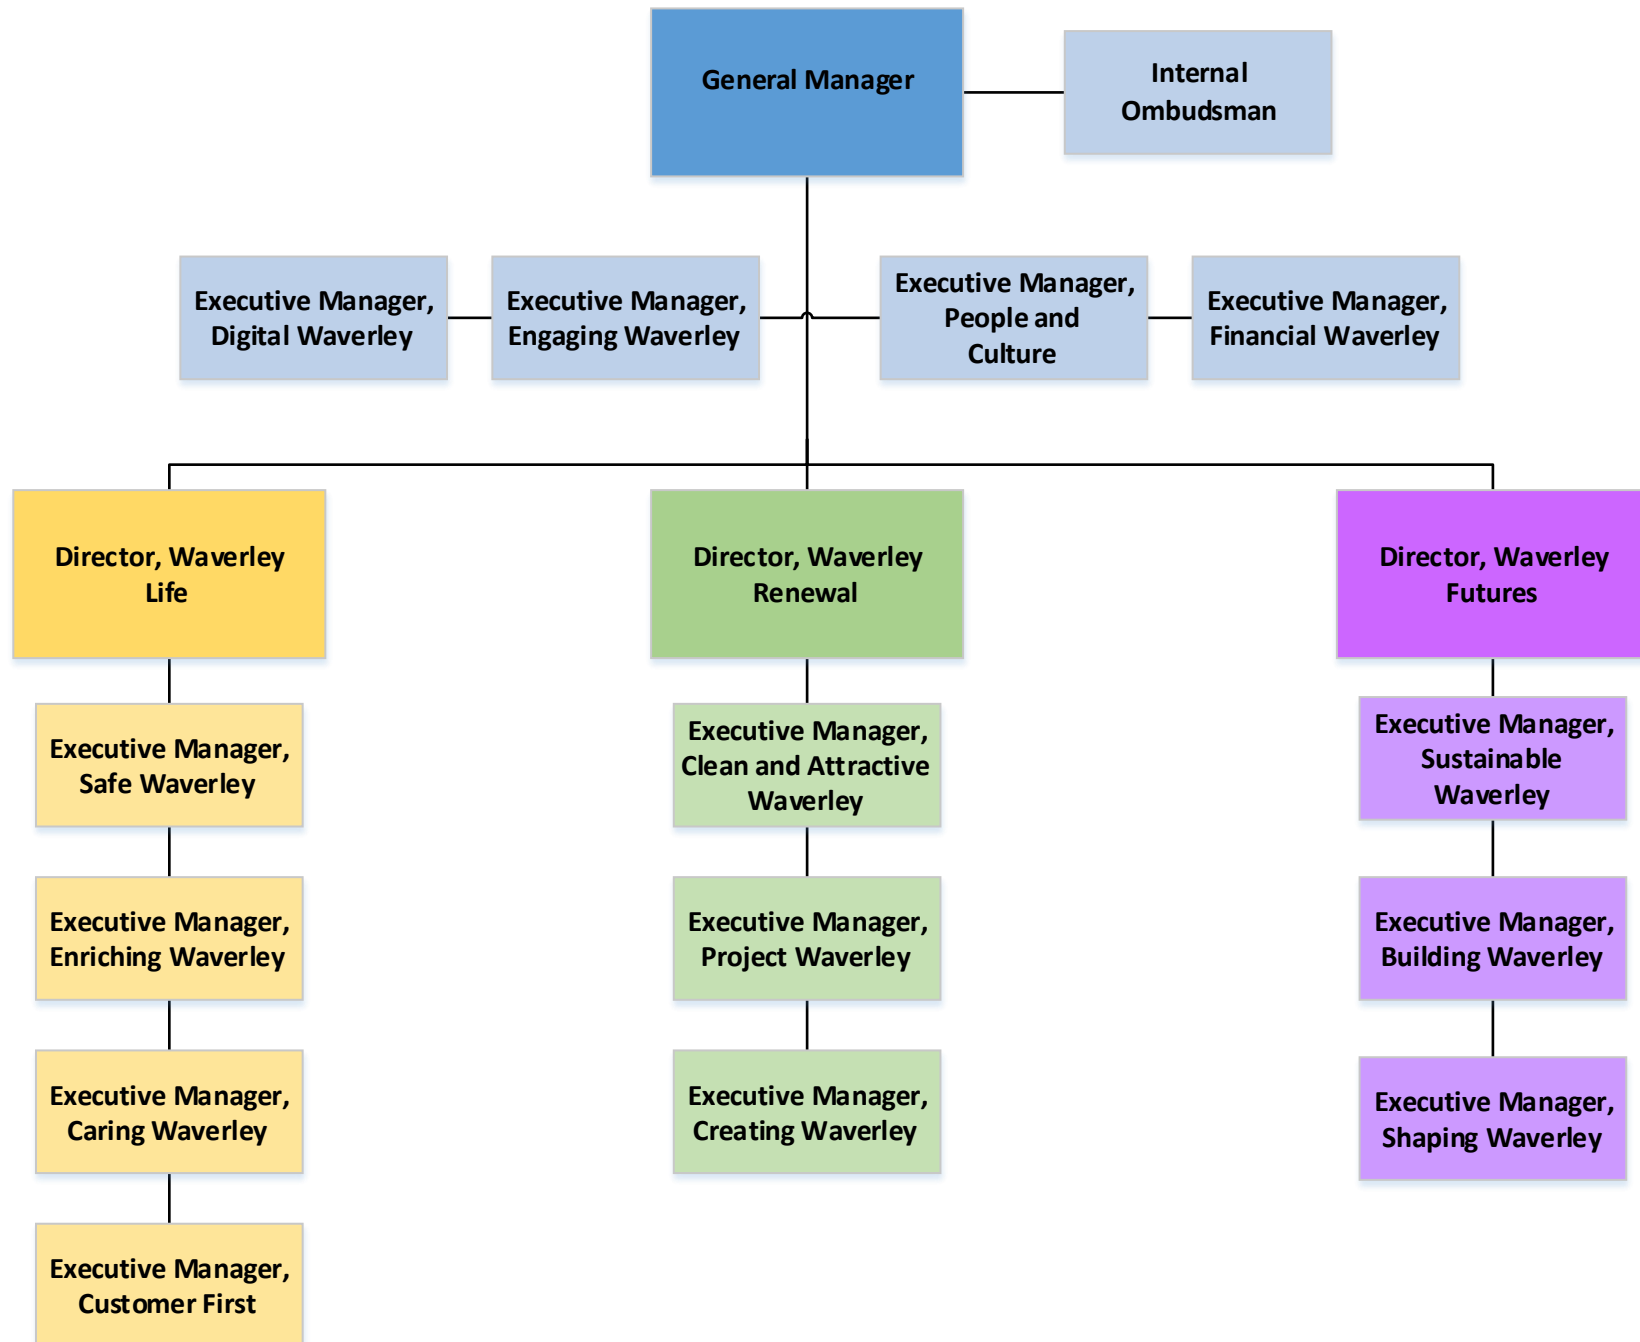 General Manager
Internal
Ombudsman
Executive Manager,
Digital Waverley
Executive Manager,
Engaging Waverley
Executive Manager,
People and
Culture
Executive Manager,
Financial Waverley
Director, Waverley
Life
Director, Waverley
Renewal
Director, Waverley
Futures
Executive Manager,
Safe Waverley
Executive Manager,
Clean and Attractive
Waverley
Executive Manager,
Sustainable
Waverley
Executive Manager,
Enriching Waverley
Executive Manager,
Project Waverley
Executive Manager,
Building Waverley
Executive Manager,
Caring Waverley
Executive Manager,
Creating Waverley
Executive Manager,
Shaping Waverley
Executive Manager,
Customer First